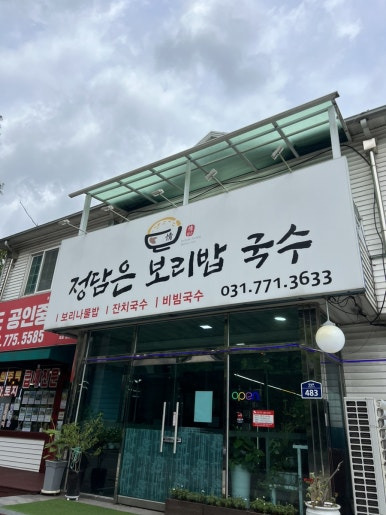 정담은 보리밥 국수
보리나물밥 | 잔치국수 | 비빔국수
031.771.3633
공인중
775.5585
open
483